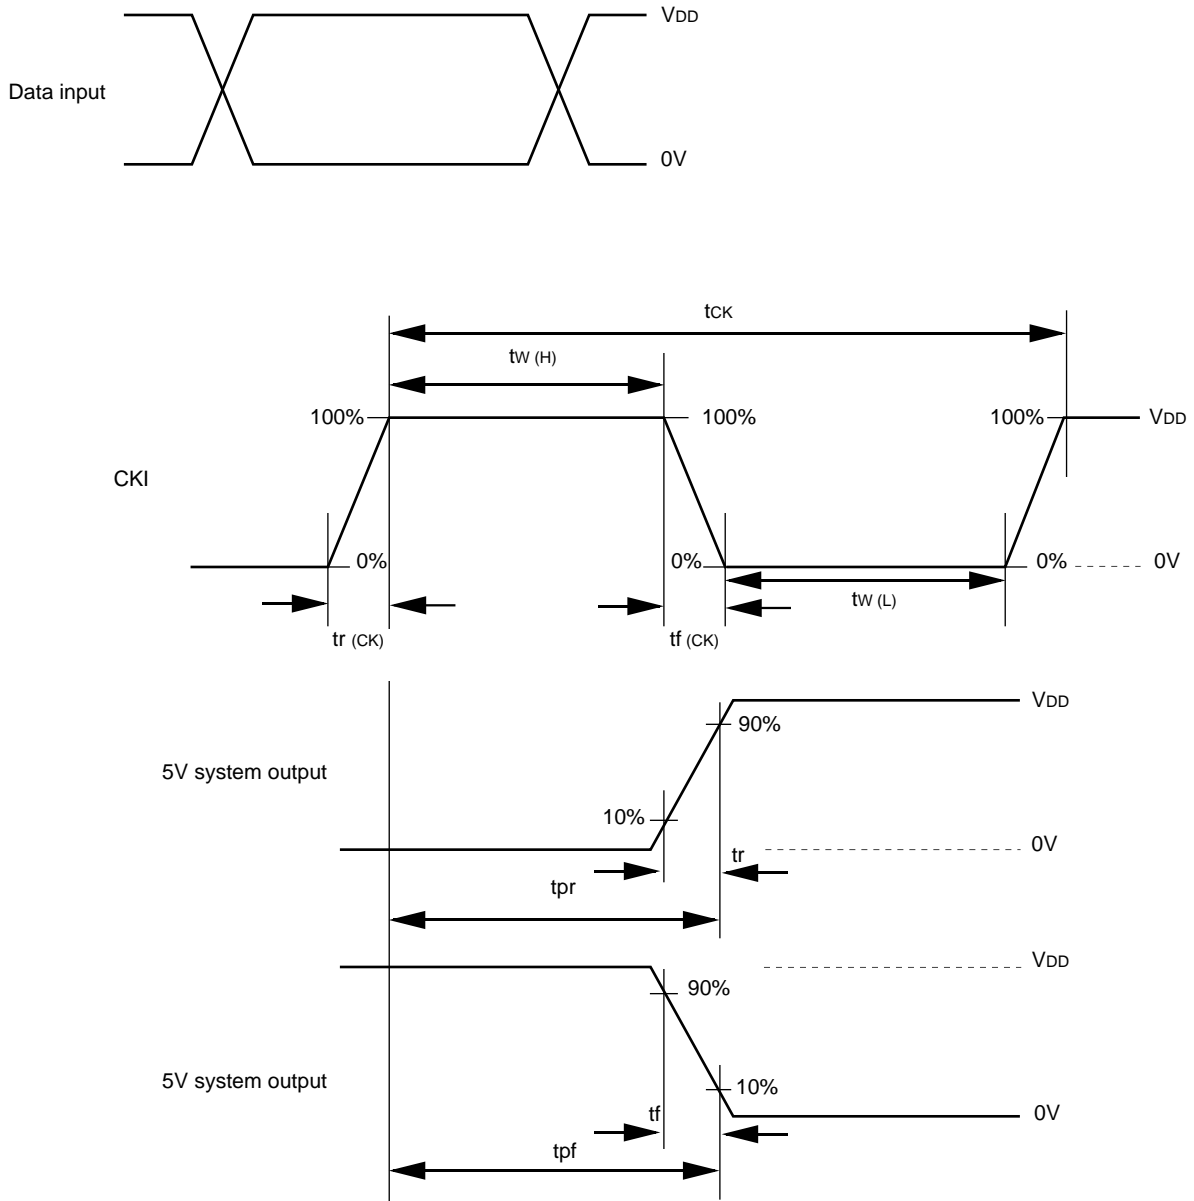 VDD
Data input
0V
tCK
tW (H)
100%
100%
100%
VDD
CKI
0%
0%
0%
0V
tW (L)
tr (CK)
tf (CK)
VDD
90%
5V system output
10%
0V
tr
tpr
VDD
90%
5V system output
10%
0V
tf
tpf